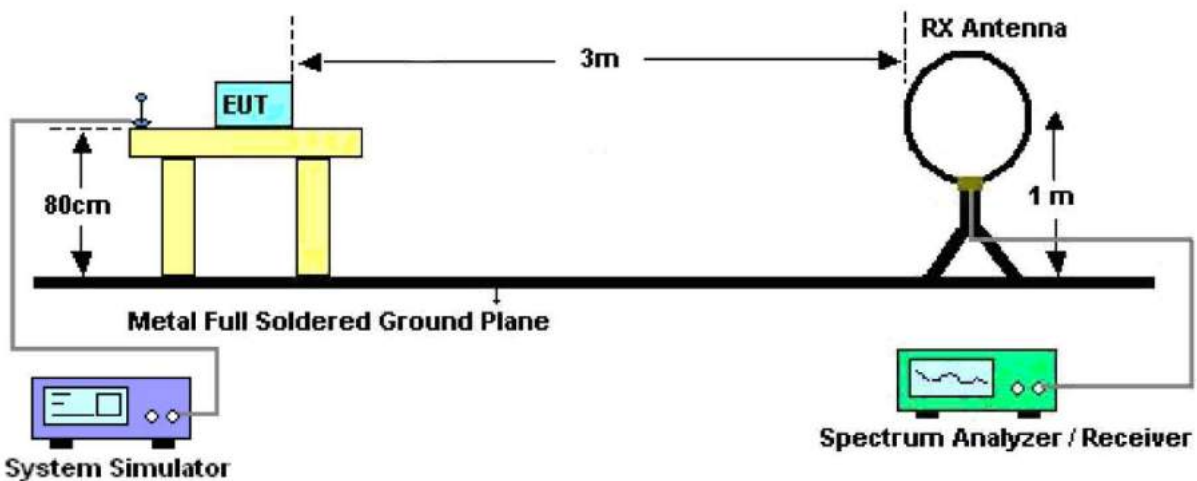 RX Antenna
3m
EUT
80cm
1 m
Metal Full Soldered Ground Plane
System Simulator
Spectrum Analyzer / Receiver